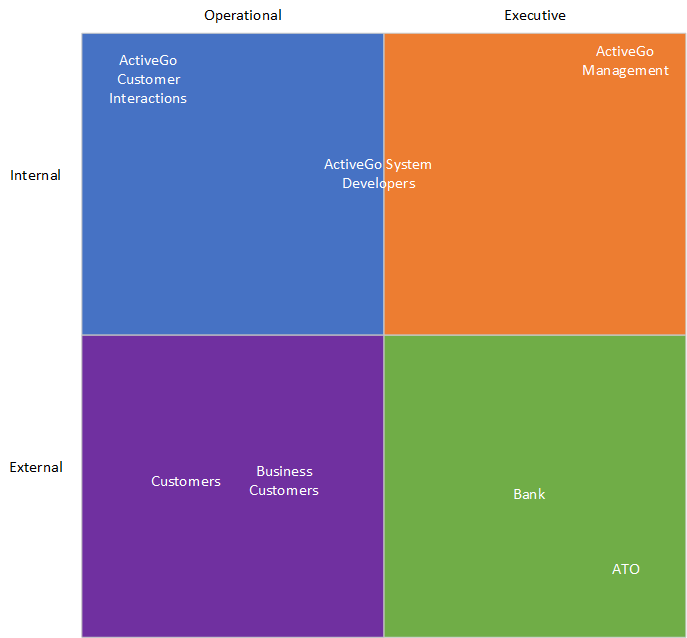 Operational
Executive
ActiveGo
Customer
Interactions
ActiveGo
Management
Internal
ActiveGo System
Developers
External
Customers
Business
Customers
Bank
ATO